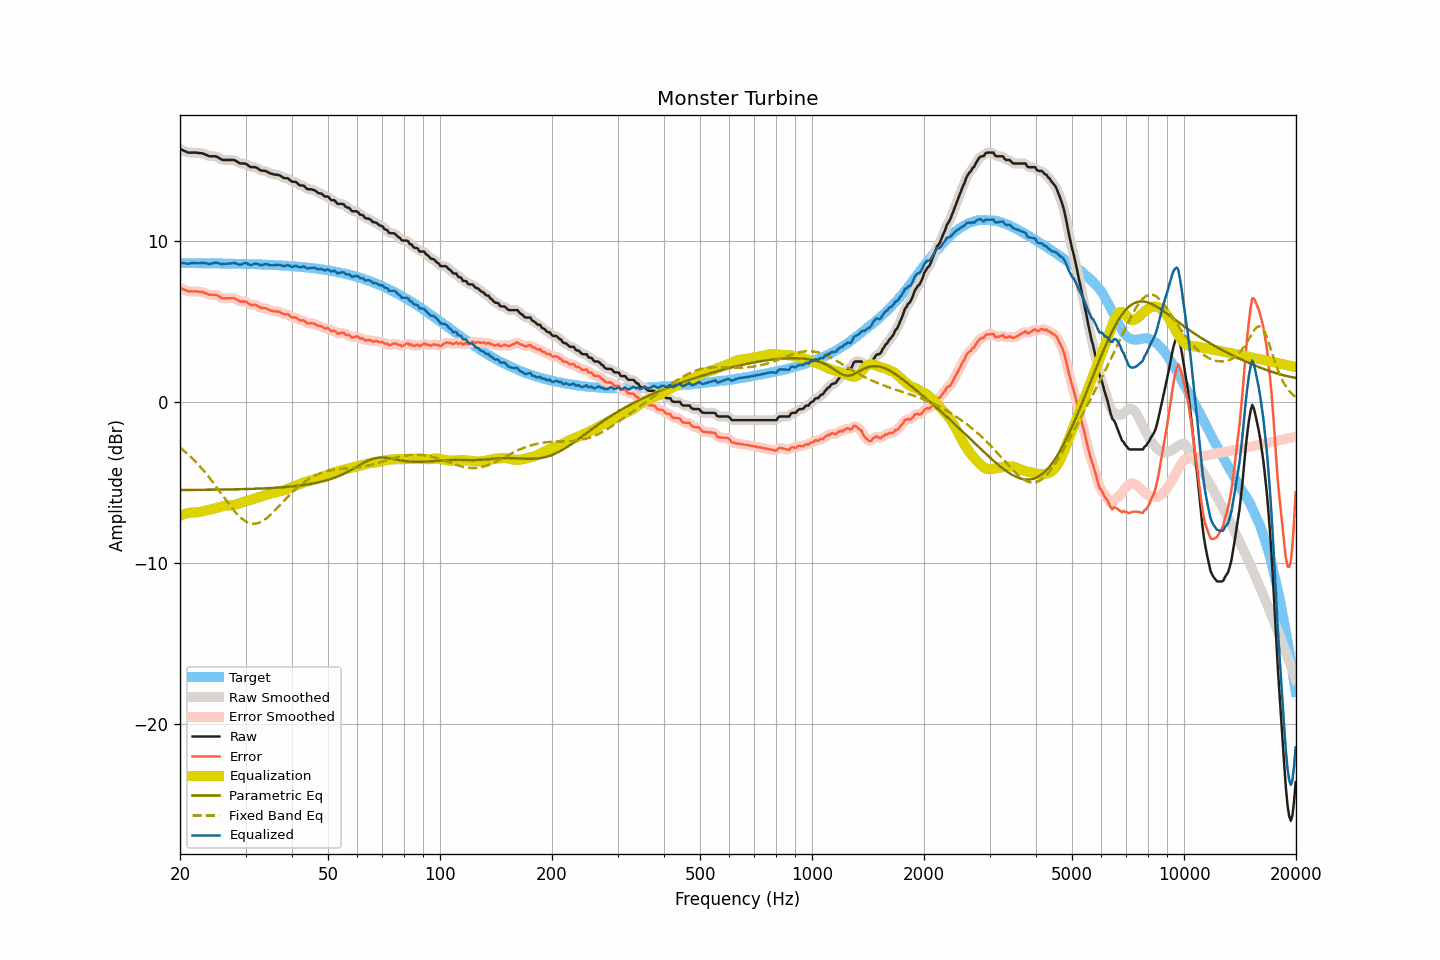 Monster Turbine
Amplitude (dBr)
10
0
−10
−20
Target
Raw Smoothed
Error Smoothed
Raw
Error
Equalization
Parametric Eq
Fixed Band Eq
Equalized
20 50 100 200 500 1000 2000 5000 10000 20000
Frequency (Hz)